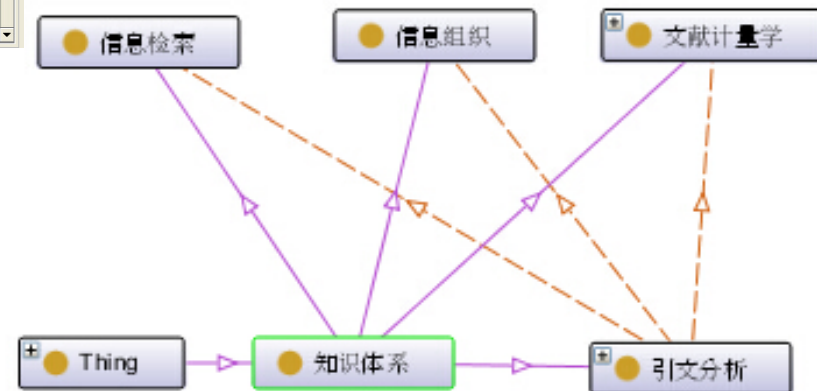 信息检索
信息组织
文献计量学
Thing
知识体系
引文分析